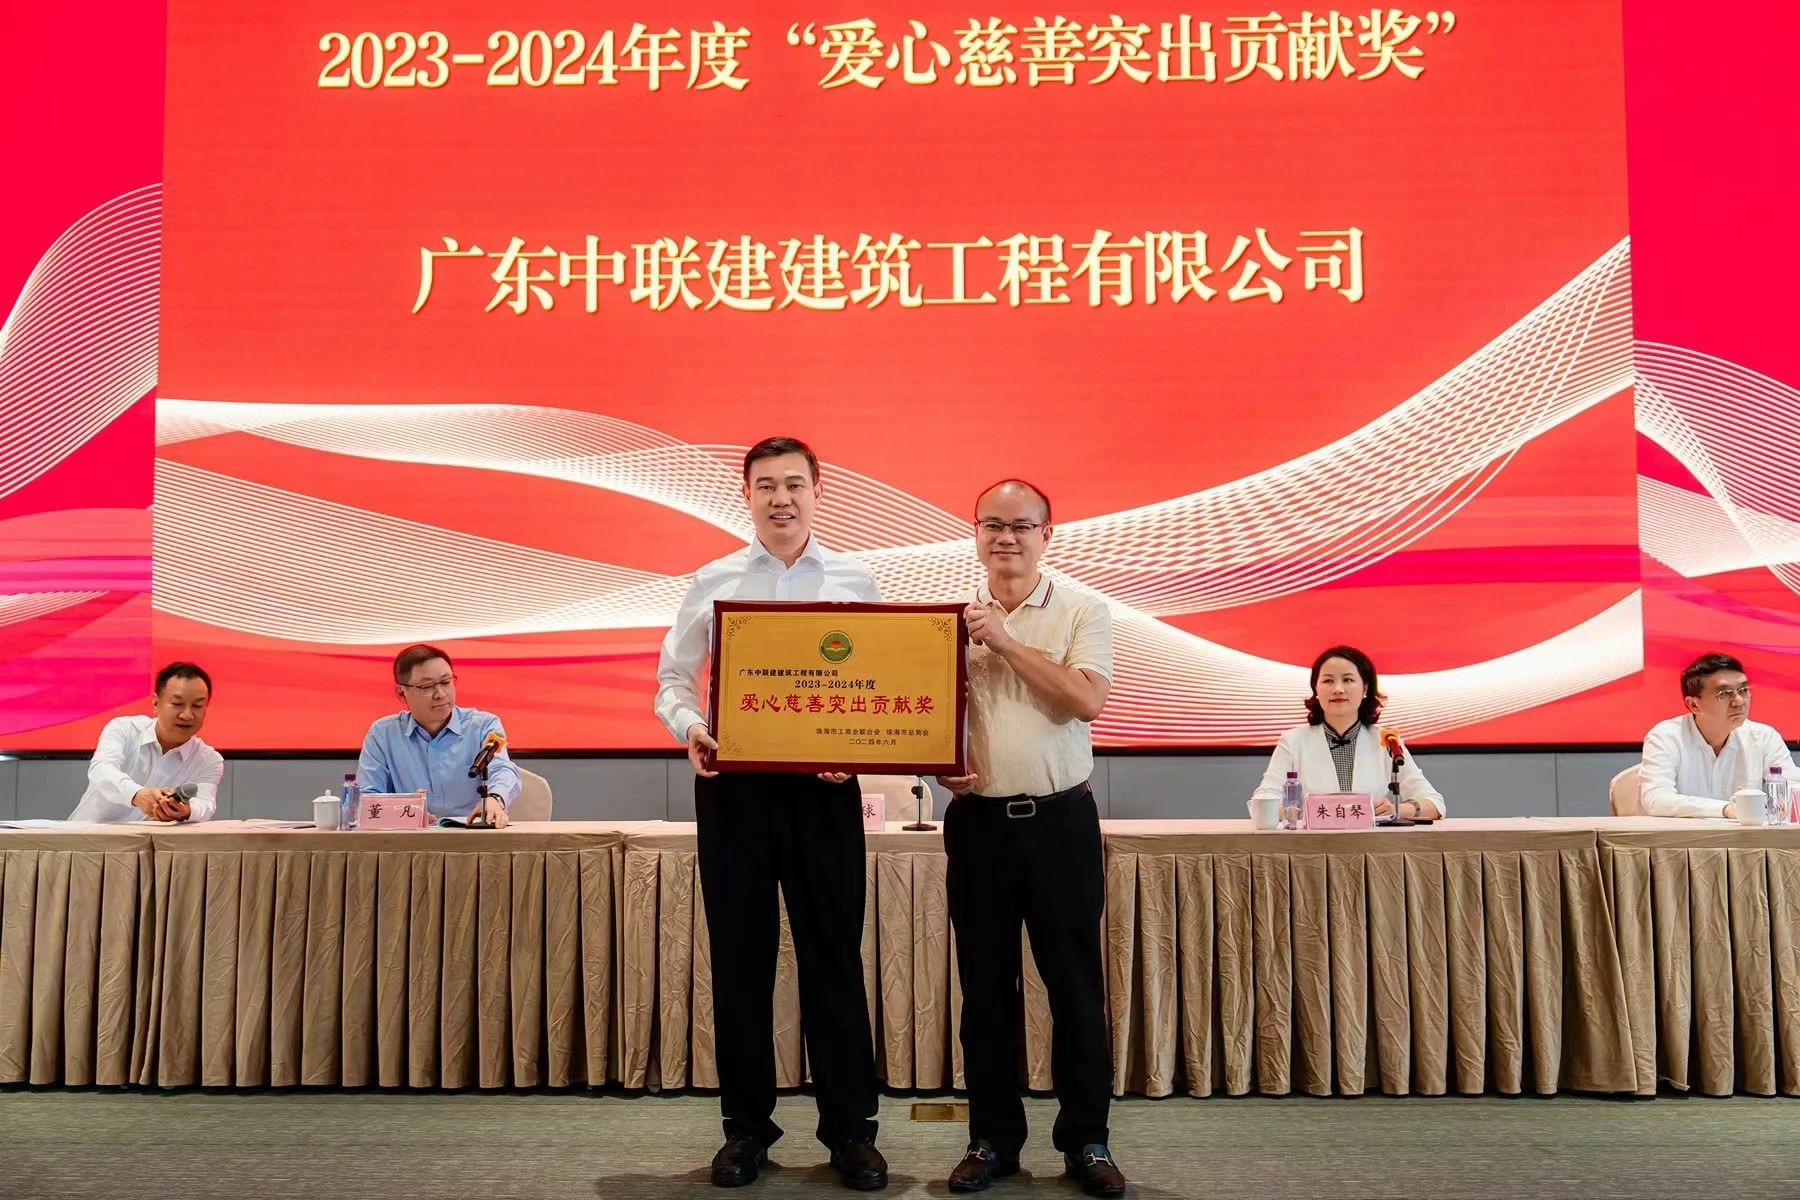 2023-2024年度“爱心慈善突出贡献奖”
广东中联建建筑工程有限公司
广东中联建建筑工程有限公司
2023-2024年度
爱心慈善突出贡献奖
珠海市工商业联合会 珠海市总商会
二〇二四年六月
董 凡
球
朱自琴